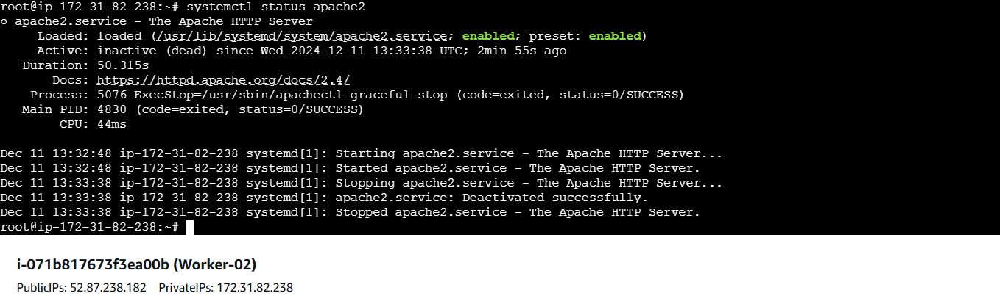 root@ip-172-31-82-238:~# systemctl status apache2
○ apache2.service - The Apache HTTP Server
     Loaded: loaded (/usr/lib/systemd/system/apache2.service; enabled; preset: enabled)
     Active: inactive (dead) since Wed 2024-12-11 13:33:38 UTC; 2min 55s ago
   Duration: 50.315s
       Docs: https://httpd.apache.org/docs/2.4/
    Process: 5076 ExecStop=/usr/sbin/apachectl graceful-stop (code=exited, status=0/SUCCESS)
   Main PID: 4830 (code=exited, status=0/SUCCESS)
        CPU: 44ms

Dec 11 13:32:48 ip-172-31-82-238 systemd[1]: Starting apache2.service - The Apache HTTP Server...
Dec 11 13:32:48 ip-172-31-82-238 systemd[1]: Started apache2.service - The Apache HTTP Server.
Dec 11 13:33:38 ip-172-31-82-238 systemd[1]: Stopping apache2.service - The Apache HTTP Server...
Dec 11 13:33:38 ip-172-31-82-238 systemd[1]: apache2.service: Deactivated successfully.
Dec 11 13:33:38 ip-172-31-82-238 systemd[1]: Stopped apache2.service - The Apache HTTP Server.
root@ip-172-31-82-238:~#
i-071b817673f3ea00b (Worker-02)
PublicIPs: 52.87.238.182    PrivateIPs: 172.31.82.238